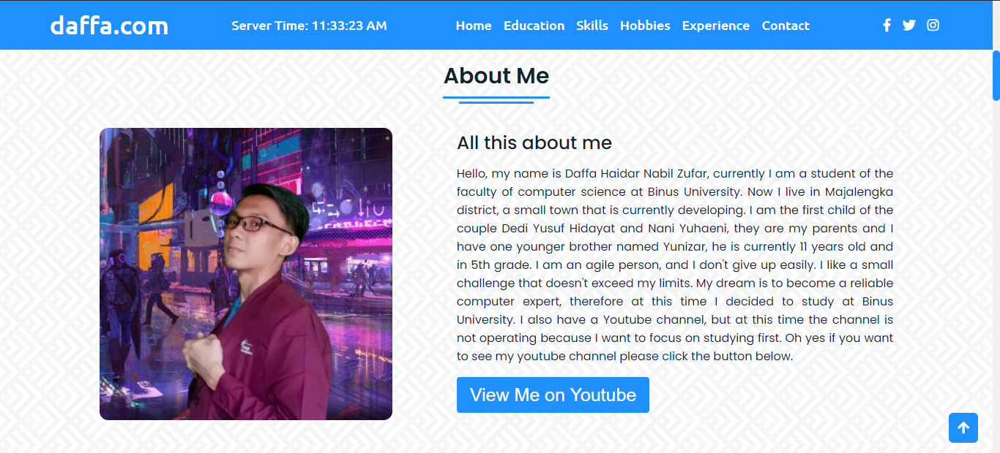 daffa.com
Server Time: 11:33:23 AM
Home Education Skills Hobbies Experience Contact
About Me
All this about me
Hello, my name is Daffa Haidar Nabil Zufar, currently I am a student of the
faculty of computer science at Binus University. Now I live in Majalengka
district, a small town that is currently developing. I am the first child of the
couple Dedi Yusuf Hidayat and Nani Yuhaeni, they are my parents and I
have one younger brother named Yunizar, he is currently 11 years old and
in 5th grade. I am an agile person, and I don't give up easily. I like a small
challenge that doesn't exceed my limits. My dream is to become a reliable
computer expert, therefore at this time I decided to study at Binus
University. I also have a Youtube channel, but at this time the channel is
not operating because I want to focus on studying first. Oh yes if you want
to see my youtube channel please click the button below.
View Me on Youtube